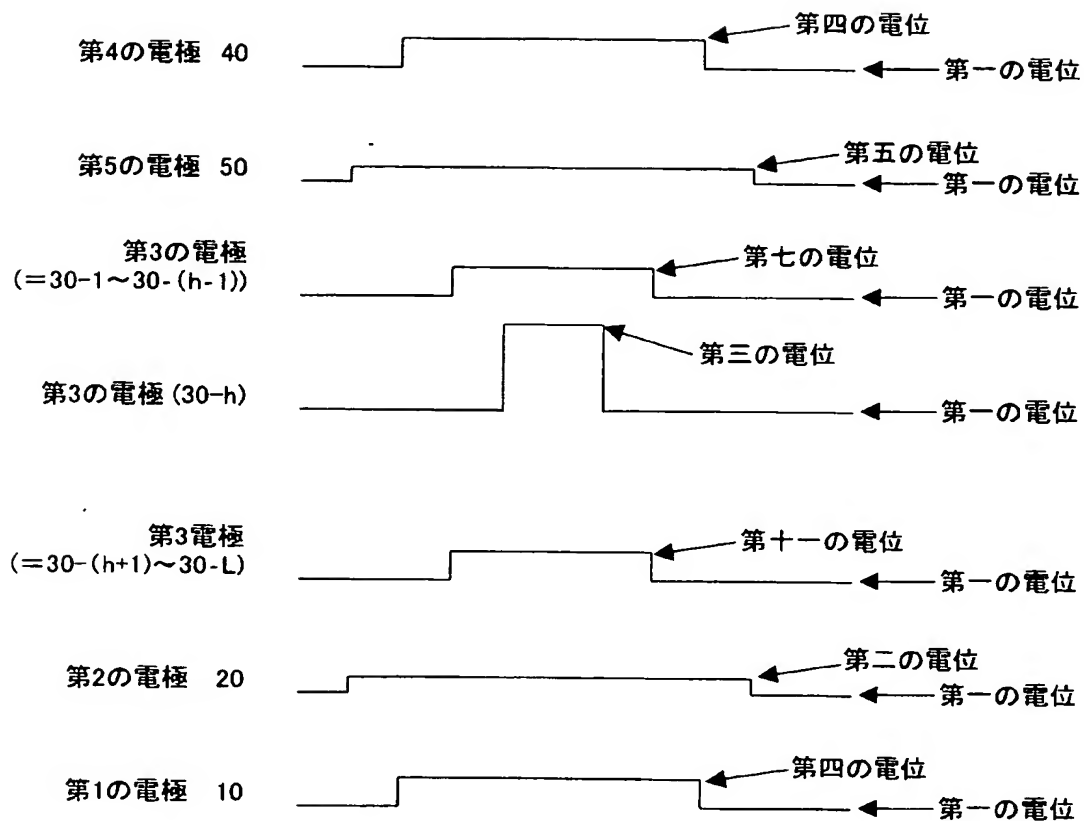 第4の電極 40
第四の電位
第一の電位
第5の電極 50
第五の電位
第一の電位
第3の電極
(=30-1～30-(h-1))
第七の電位
第一の電位
第3の電極(30-h)
第三の電位
第一の電位
第3電極
(=30-(h+1)～30-L)
第十一の電位
第一の電位
第2の電極 20
第二の電位
第一の電位
第1の電極 10
第四の電位
第一の電位